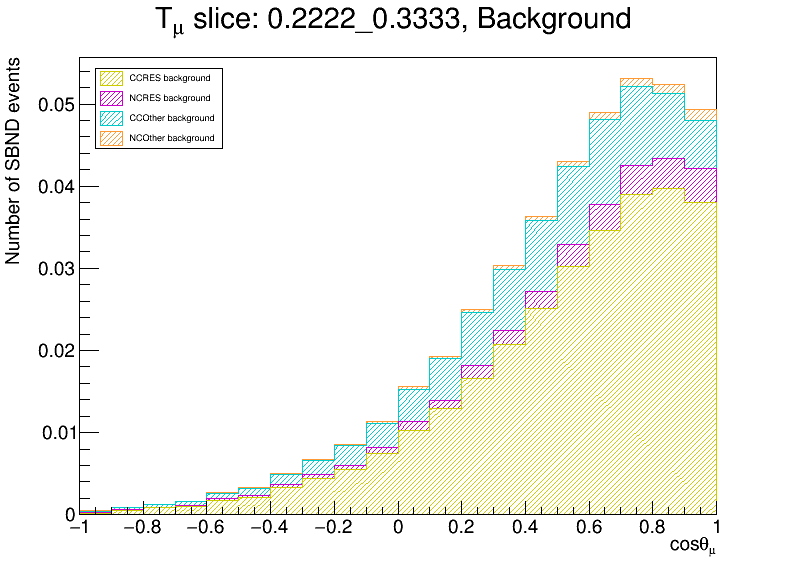 Tμ slice: 0.2222_0.3333, Background
Number of SBND events
CCRES background
NCRES background
CCOther background
NCOther background
0.05
0.04
0.03
0.02
0.01
0
−1 −0.8 −0.6 −0.4 −0.2 0 0.2 0.4 0.6 0.8 1
cosθμ